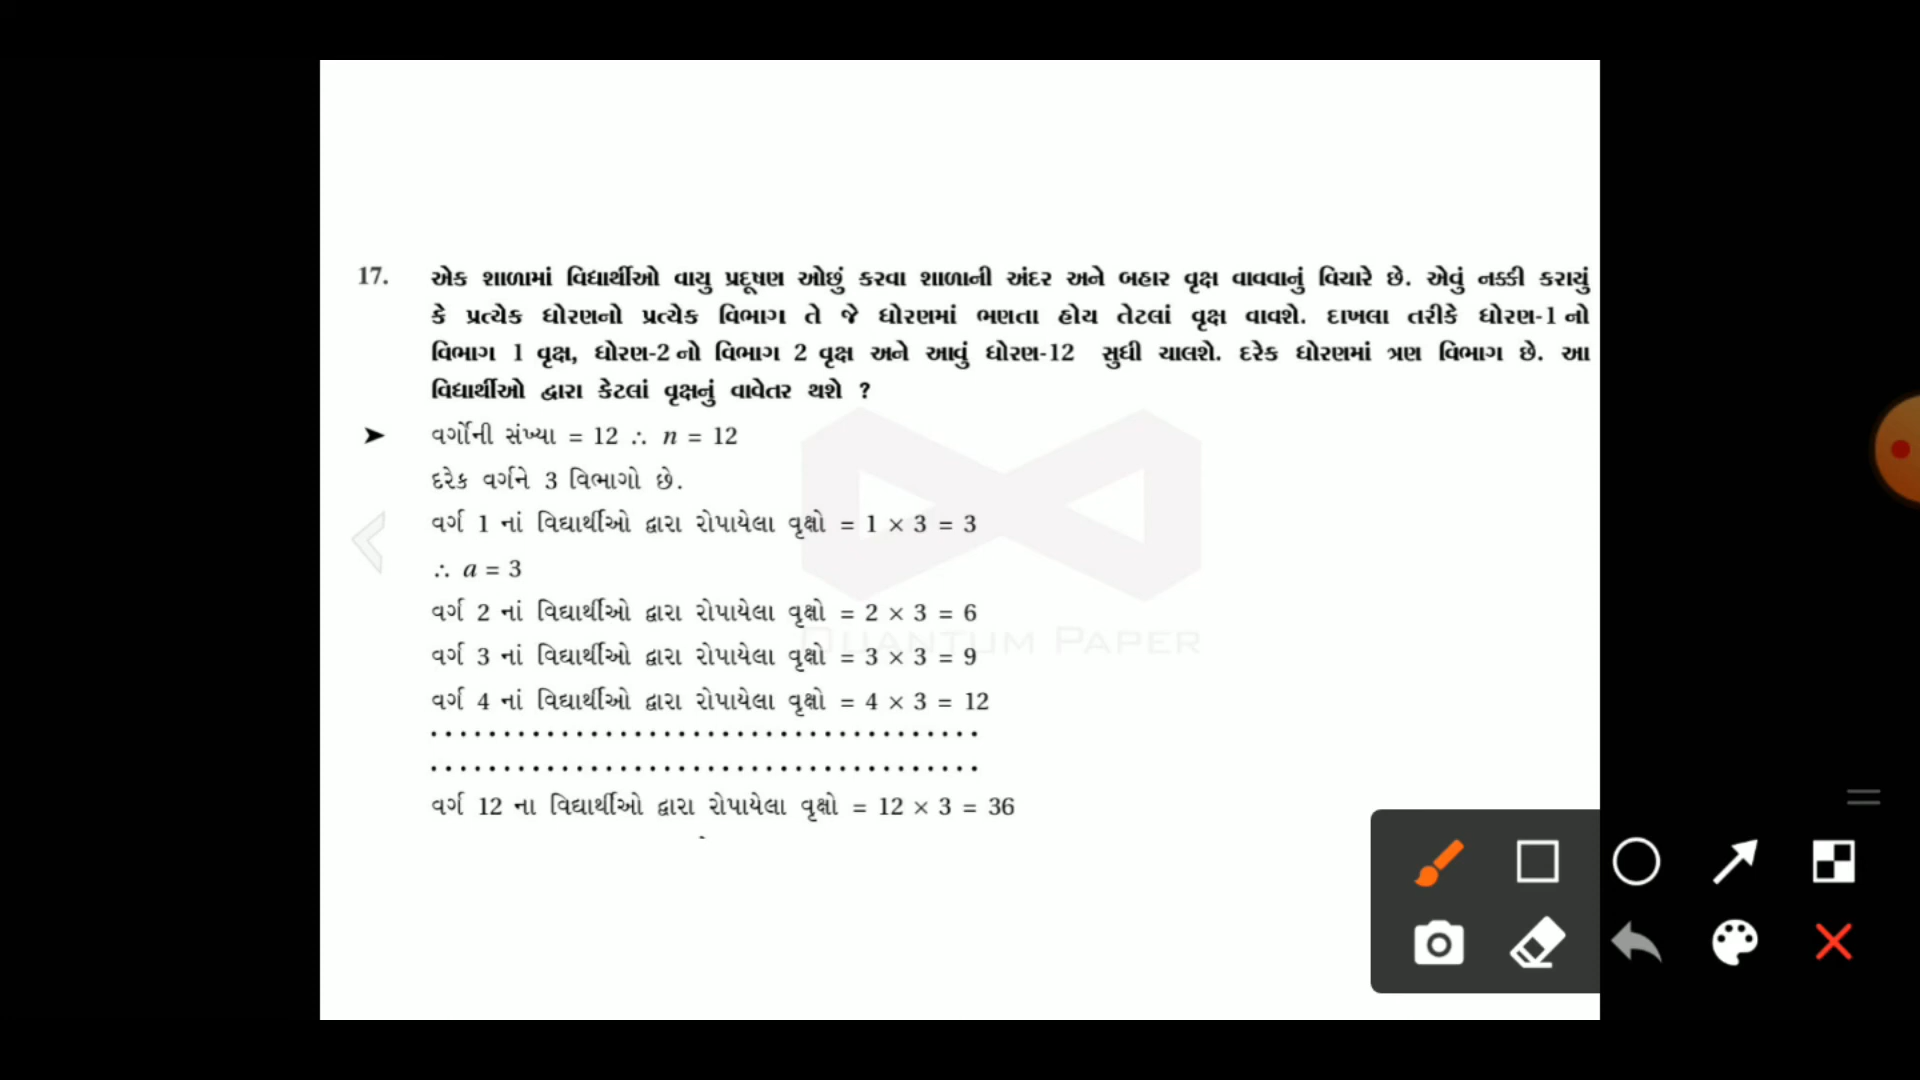 17. એક શાળામાં વિદ્યાર્થીઓ વાયુ પ્રદૂષણ ઓછું કરવા શાળાની અંદર અને બહાર વૃક્ષ વાવવાનું વિચારે છે. એવું નક્કી કરાયું
કે પ્રત્યેક ધોરણનો પ્રત્યેક વિભાગ તે જે ધોરણમાં ભણતા હોય તેટલાં વૃક્ષ વાવશે. દાખલા તરીકે ધોરણ-1 નો
વિભાગ 1 વૃક્ષ, ધોરણ-2 નો વિભાગ 2 વૃક્ષ અને આવું ધોરણ-12 સુધી ચાલશે. દરેક ધોરણમાં ત્રણ વિભાગ છે. આ
વિદ્યાર્થીઓ દ્વારા કેટલાં વૃક્ષનું વાવેતર થશે ?
➤ વર્ગોની સંખ્યા = 12 ∴ n = 12
દરેક વર્ગને 3 વિભાગો છે.
વર્ગ 1 નાં વિદ્યાર્થીઓ દ્વારા રોપાયેલા વૃક્ષો = 1 × 3 = 3
∴ a = 3
વર્ગ 2 નાં વિદ્યાર્થીઓ દ્વારા રોપાયેલા વૃક્ષો = 2 × 3 = 6
QUANTUM PAPER
વર્ગ 3 નાં વિદ્યાર્થીઓ દ્વારા રોપાયેલા વૃક્ષો = 3 × 3 = 9
વર્ગ 4 નાં વિદ્યાર્થીઓ દ્વારા રોપાયેલા વૃક્ષો = 4 × 3 = 12
......................................
......................................
વર્ગ 12 ના વિદ્યાર્થીઓ દ્વારા રોપાયેલા વૃક્ષો = 12 × 3 = 36